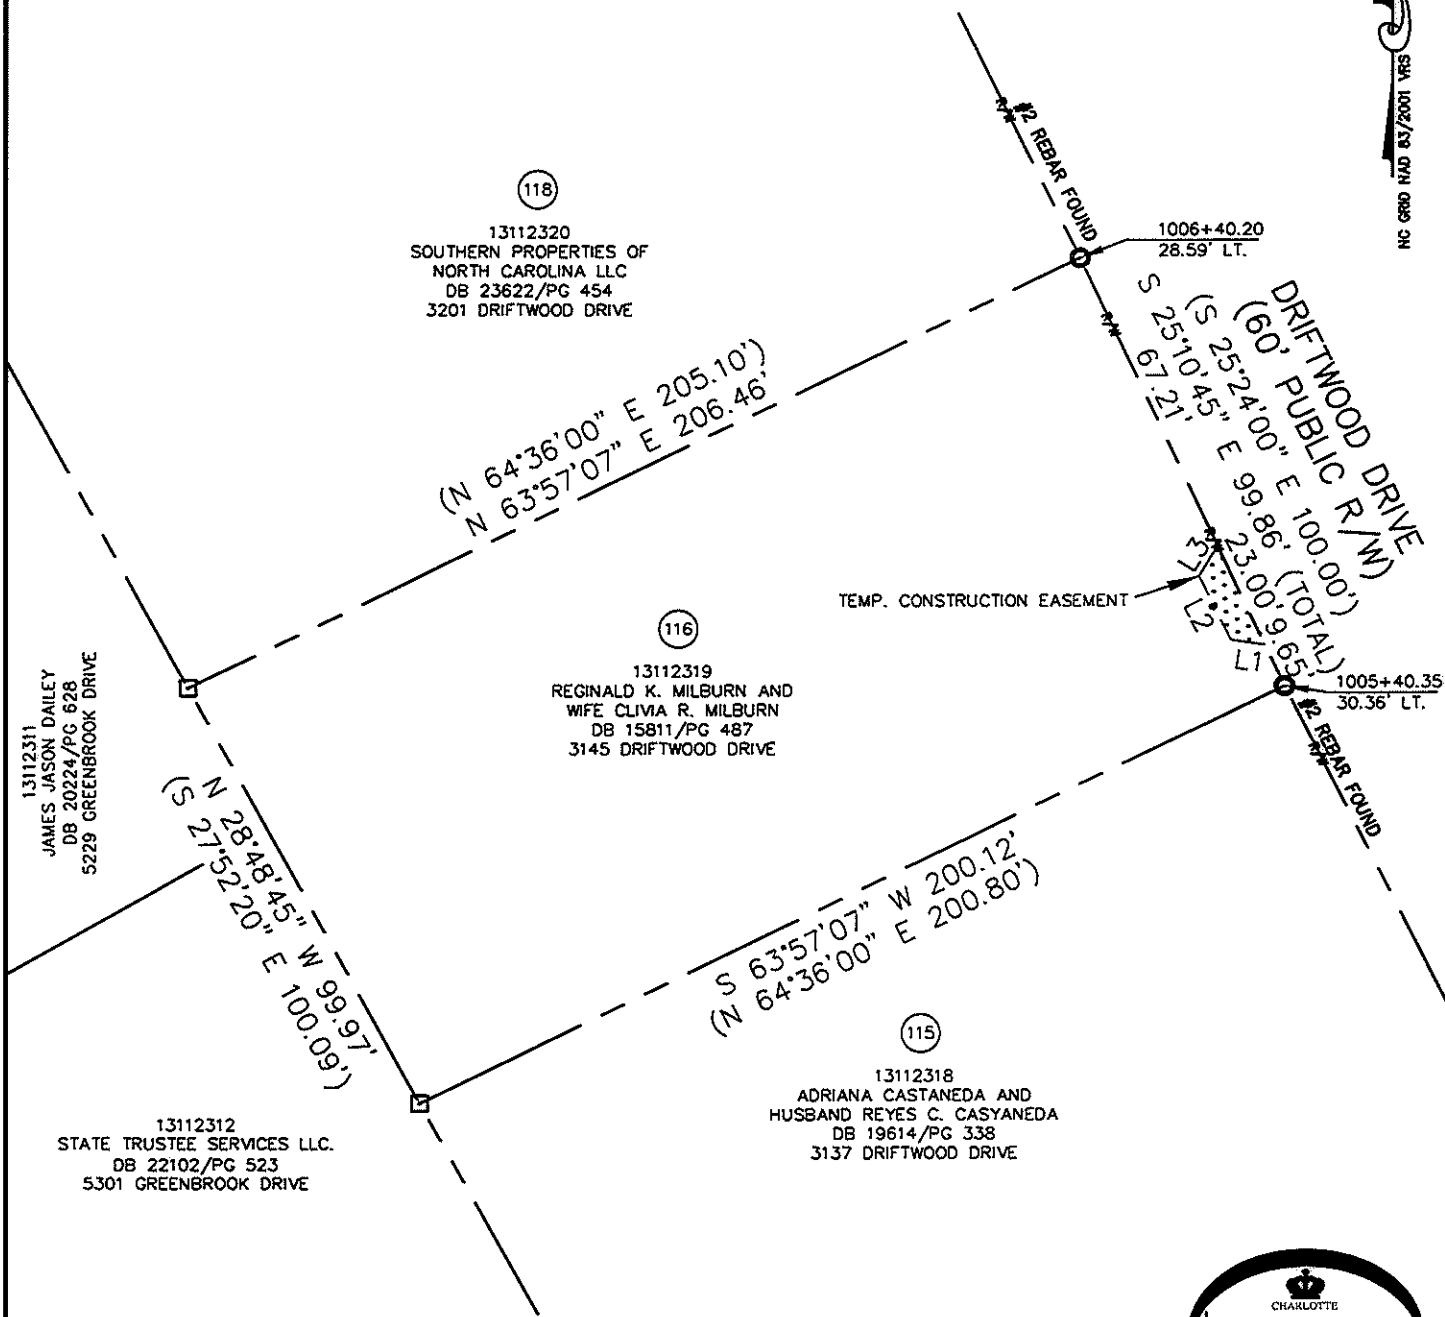 NC GRID NAD 83/2001 VRS
#2 REBAR FOUND
1006+40.20
28.59' LT.
118
13112320
SOUTHERN PROPERTIES OF
NORTH CAROLINA LLC
DB 23622/PG 454
3201 DRIFTWOOD DRIVE
DRIFTWOOD DRIVE
(60' PUBLIC R/W)
(S 25°24'00" E 100.00')
S 25°10'45" E 99.86' (TOTAL)
67.21'
23.00'
9.65'
R/W
R/W
R/W
R/W
(N 64°36'00" E 205.10')
N 63°57'07" E 206.46'
L3
L2
L1
TEMP. CONSTRUCTION EASEMENT
116
13112319
REGINALD K. MILBURN AND
WIFE CLIVIA R. MILBURN
DB 15811/PG 487
3145 DRIFTWOOD DRIVE
1005+40.35
30.36' LT.
#2 REBAR FOUND
13112311
JAMES JASON DAILEY
DB 20224/PG 628
5229 GREENBROOK DRIVE
N 28°48'45" W 99.97'
(S 27°52'20" E 100.09')
S 63°57'07" W 200.12'
(N 64°36'00" E 200.80')
115
13112318
ADRIANA CASTANEDA AND
HUSBAND REYES C. CASYANEDA
DB 19614/PG 338
3137 DRIFTWOOD DRIVE
13112312
STATE TRUSTEE SERVICES LLC.
DB 22102/PG 523
5301 GREENBROOK DRIVE
CHARLOTTE